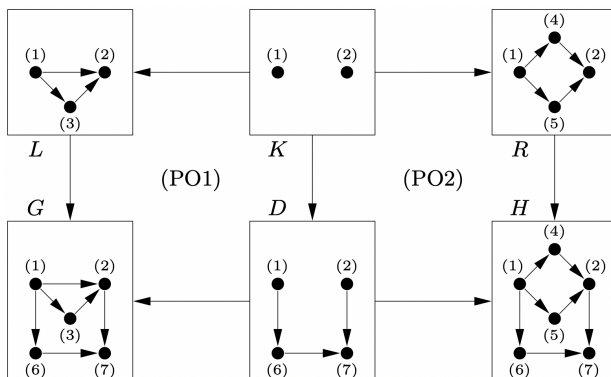 (4)
(1) (2) (1) (2) (1) (2)
(3) (5)
L K R
(PO1) (PO2)
G D H
(4)
(1) (2) (1) (2) (1) (2)
(3) (5)
(6) (7) (6) (7) (6) (7)